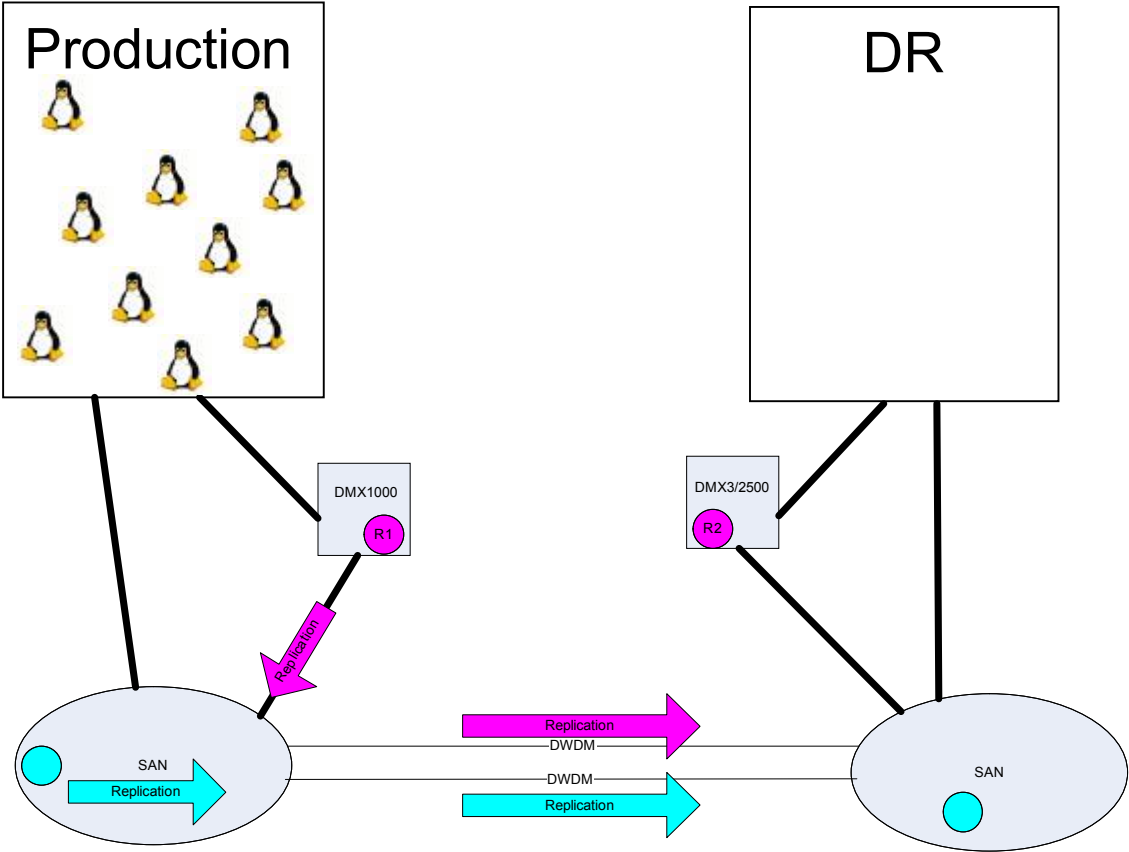 Production
DR
DMX1000
R1
DMX3/2500
R2
Replication
Replication
DWDM
DWDM
Replication
SAN
Replication
SAN